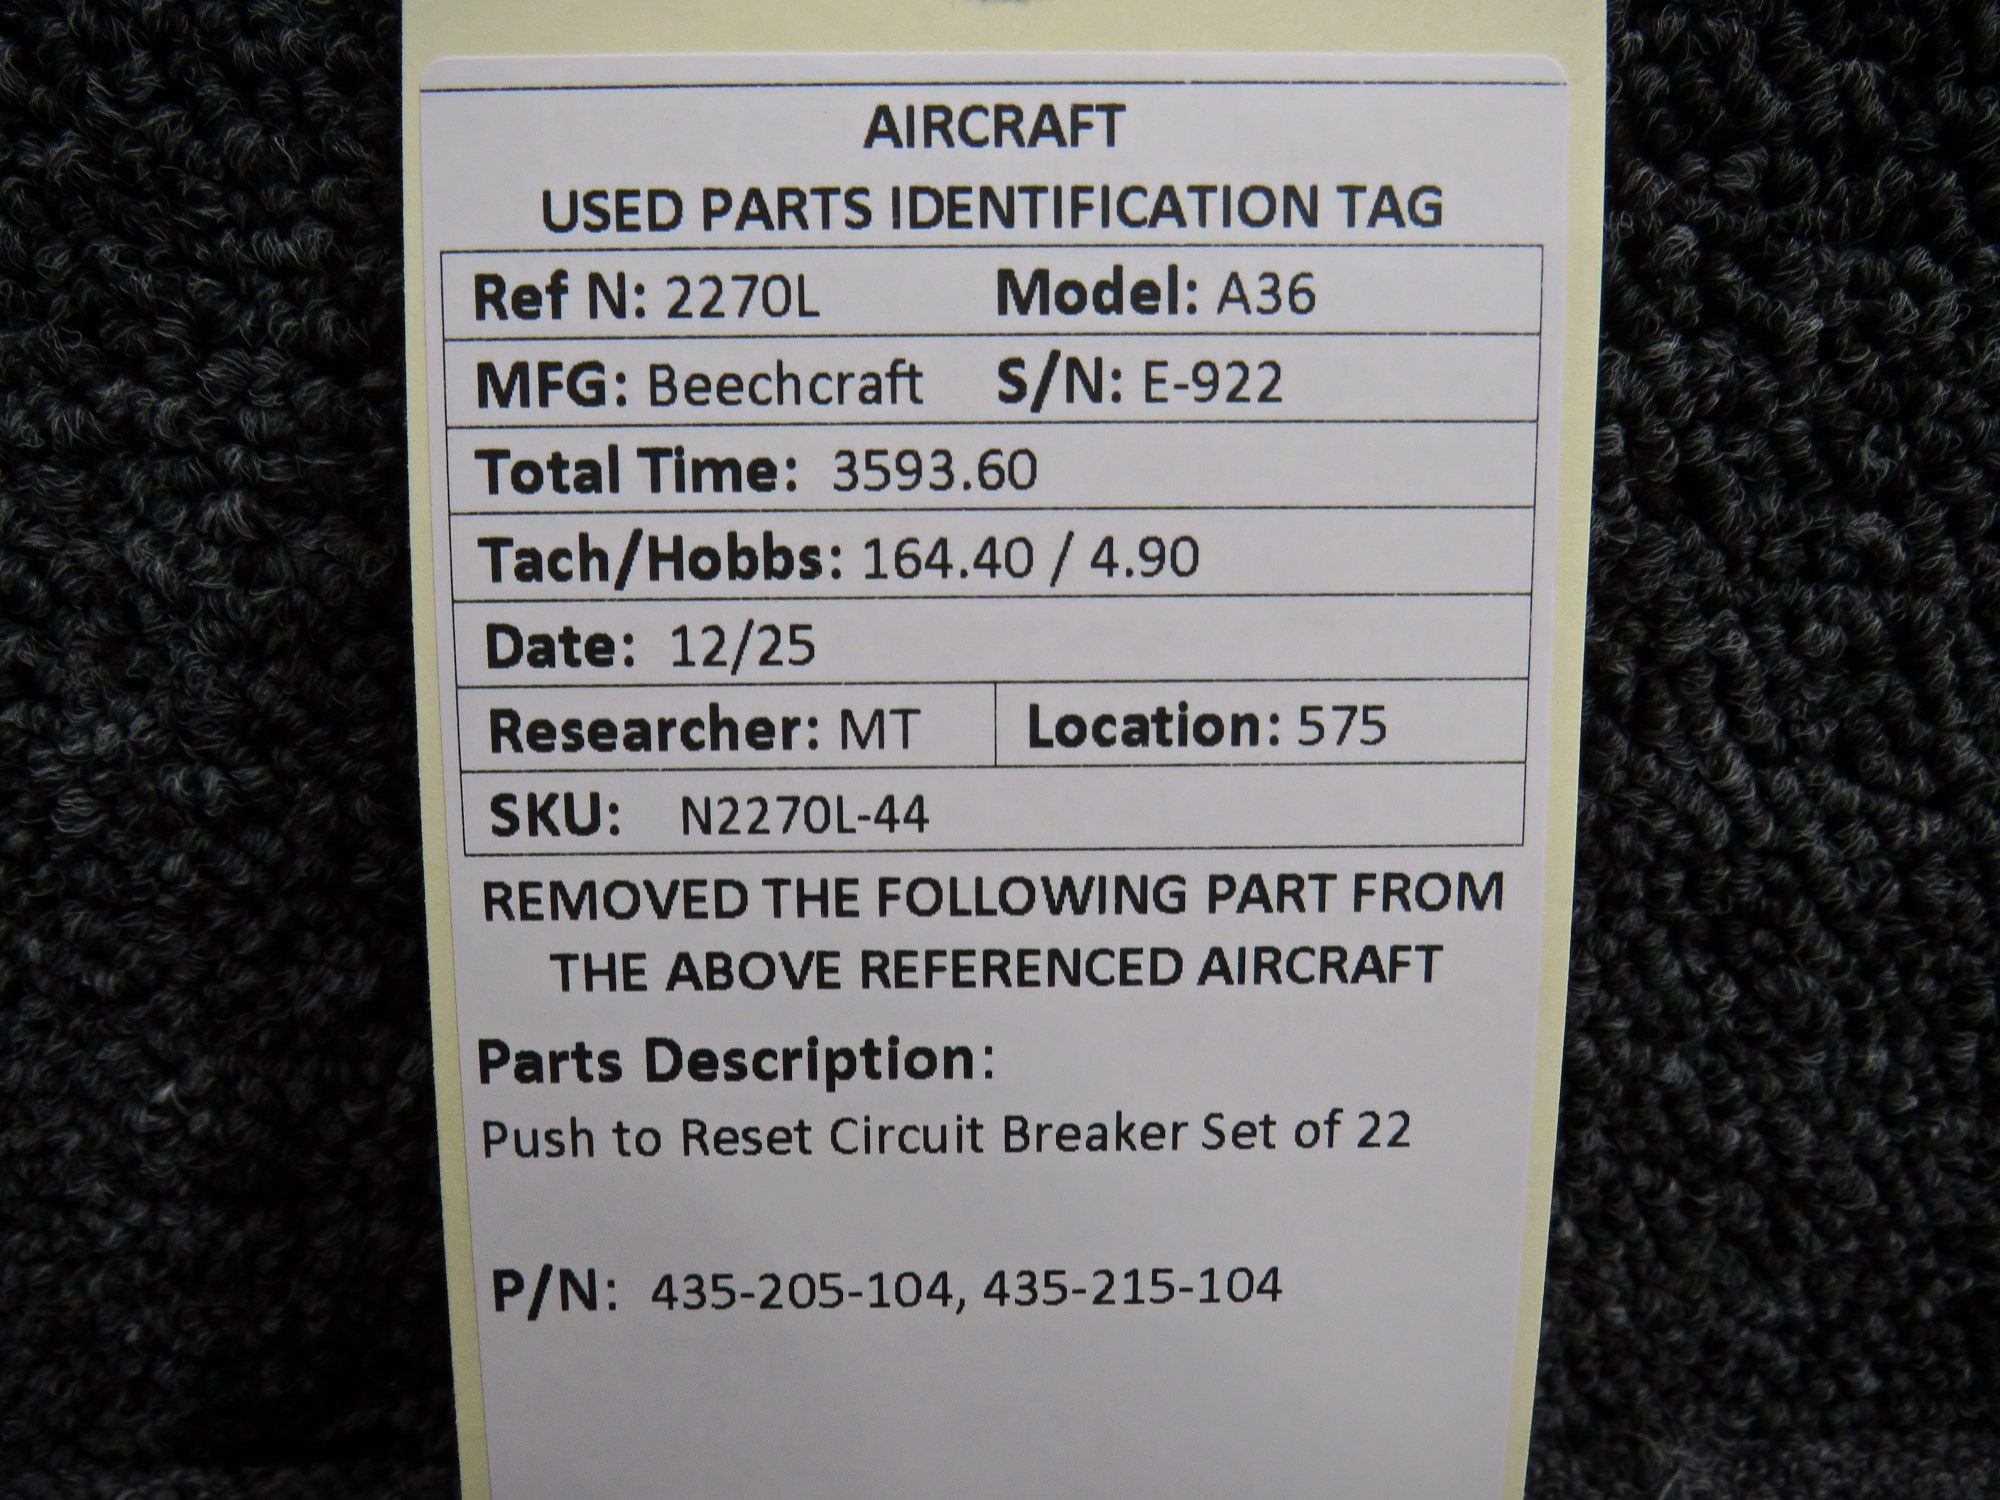 AIRCRAFT
USED PARTS IDENTIFICATION TAG
Ref N: 2270L Model: A36
MFG: Beechcraft S/N: E-922
Total Time: 3593.60
Tach/Hobbs: 164.40 / 4.90
Date: 12/25
Researcher: MT Location: 575
SKU: N2270L-44
REMOVED THE FOLLOWING PART FROM
THE ABOVE REFERENCED AIRCRAFT
Parts Description:
Push to Reset Circuit Breaker Set of 22
P/N: 435-205-104, 435-215-104